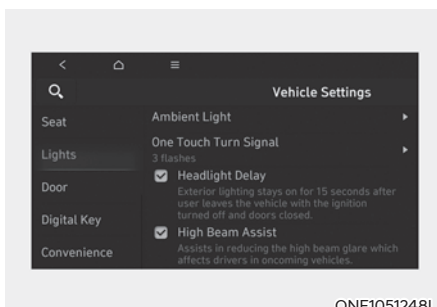 Vehicle Settings
Seat
Lights
Door
Digital Key
Convenience
Ambient Light
One Touch Turn Signal
3 flashes
Headlight Delay
Exterior lighting stays on for 15 seconds after
user leaves the vehicle with the ignition
turned off and doors closed.
High Beam Assist
Assists in reducing the high beam glare which
affects drivers in oncoming vehicles.